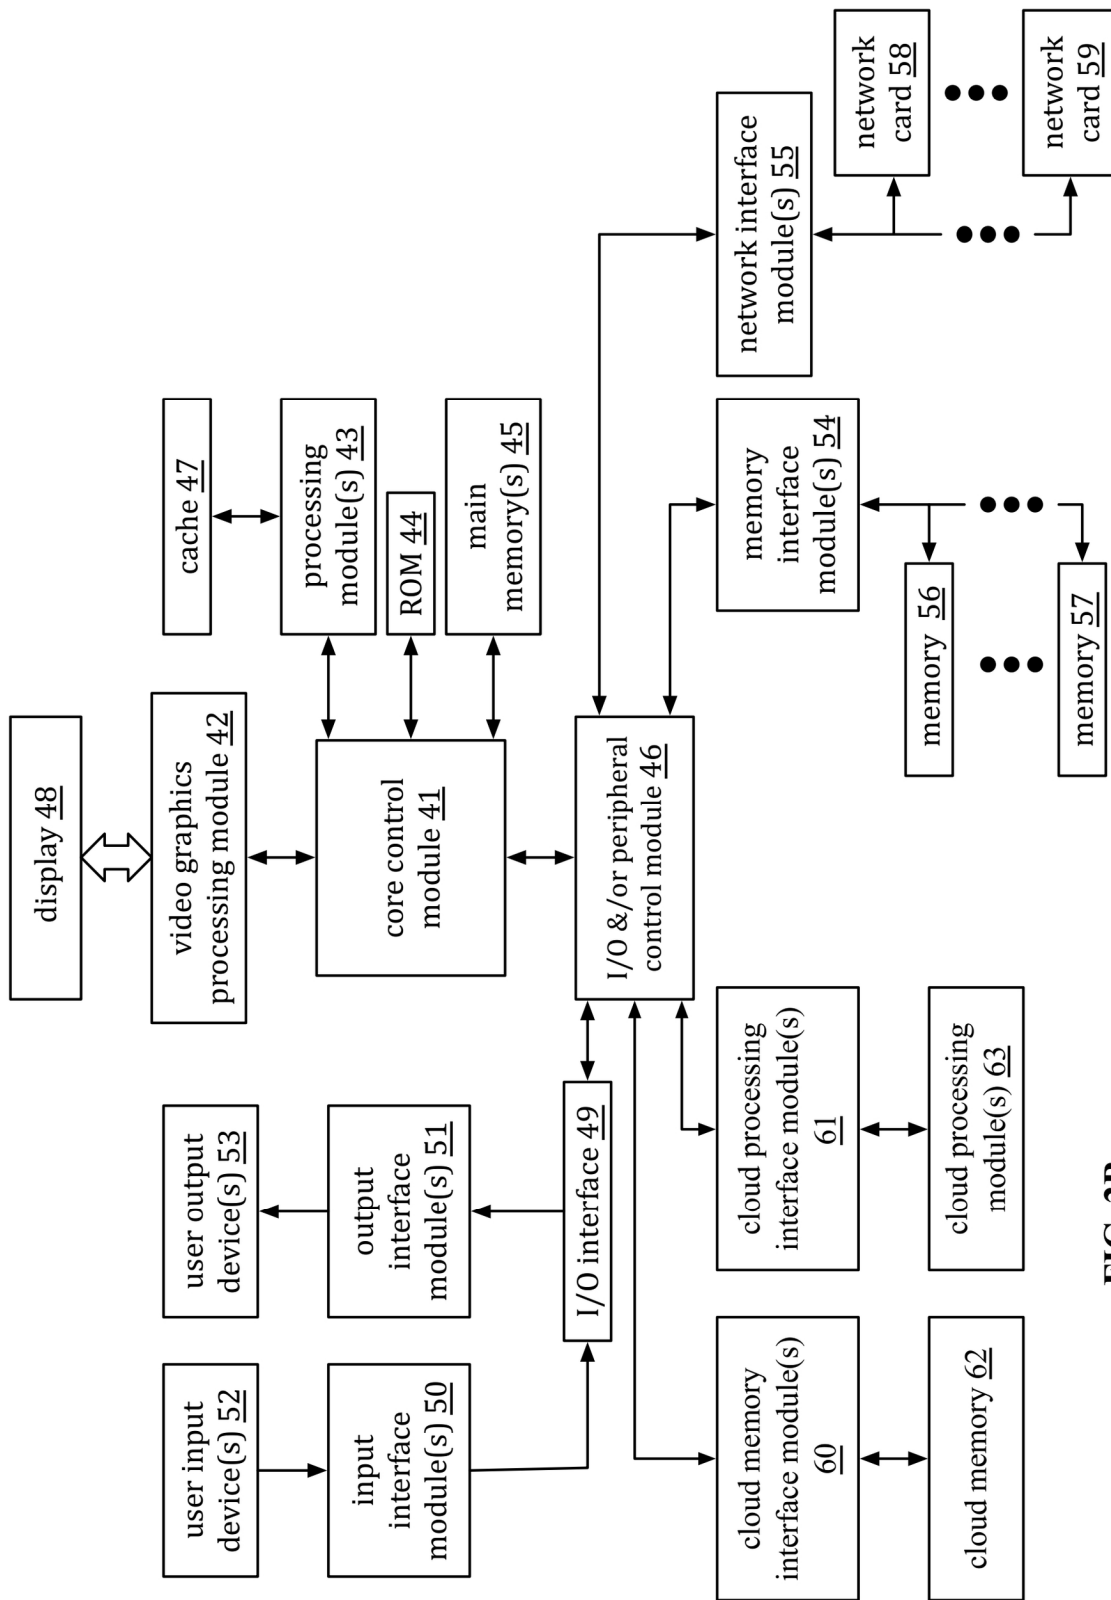 display 48
user input
device(s) 52
user output
device(s) 53
video graphics
processing module 42
cache 47
input
interface
module(s) 50
output
interface
module(s) 51
core control
module 41
processing
module(s) 43
ROM 44
main
memory(s) 45
I/O interface 49
I/O &/or peripheral
control module 46
cloud memory
interface module(s)
60
cloud processing
interface module(s)
61
memory
interface
module(s) 54
network interface
module(s) 55
cloud memory 62
cloud processing
module(s) 63
memory 56
memory 57
network
card 58
network
card 59